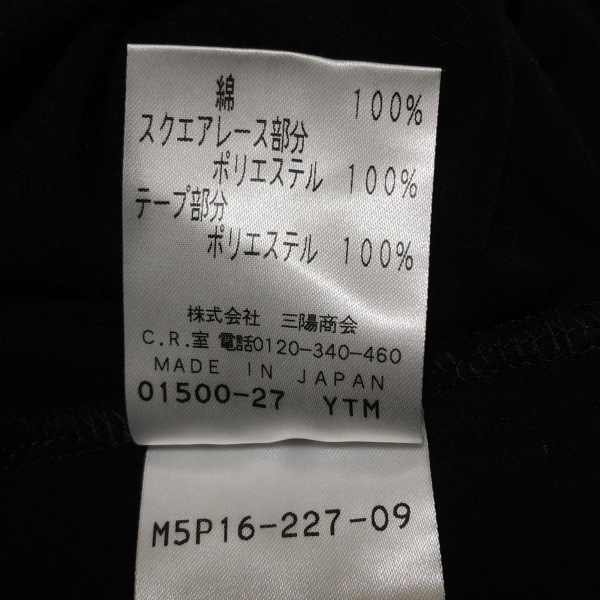 綿 100%
スクエアレース部分
ポリエステル 100%
テープ部分
ポリエステル 100%
株式会社 三陽商会
C.R.室 電話0120-340-460
MADE IN JAPAN
01500-27 YTM
M5P16-227-09